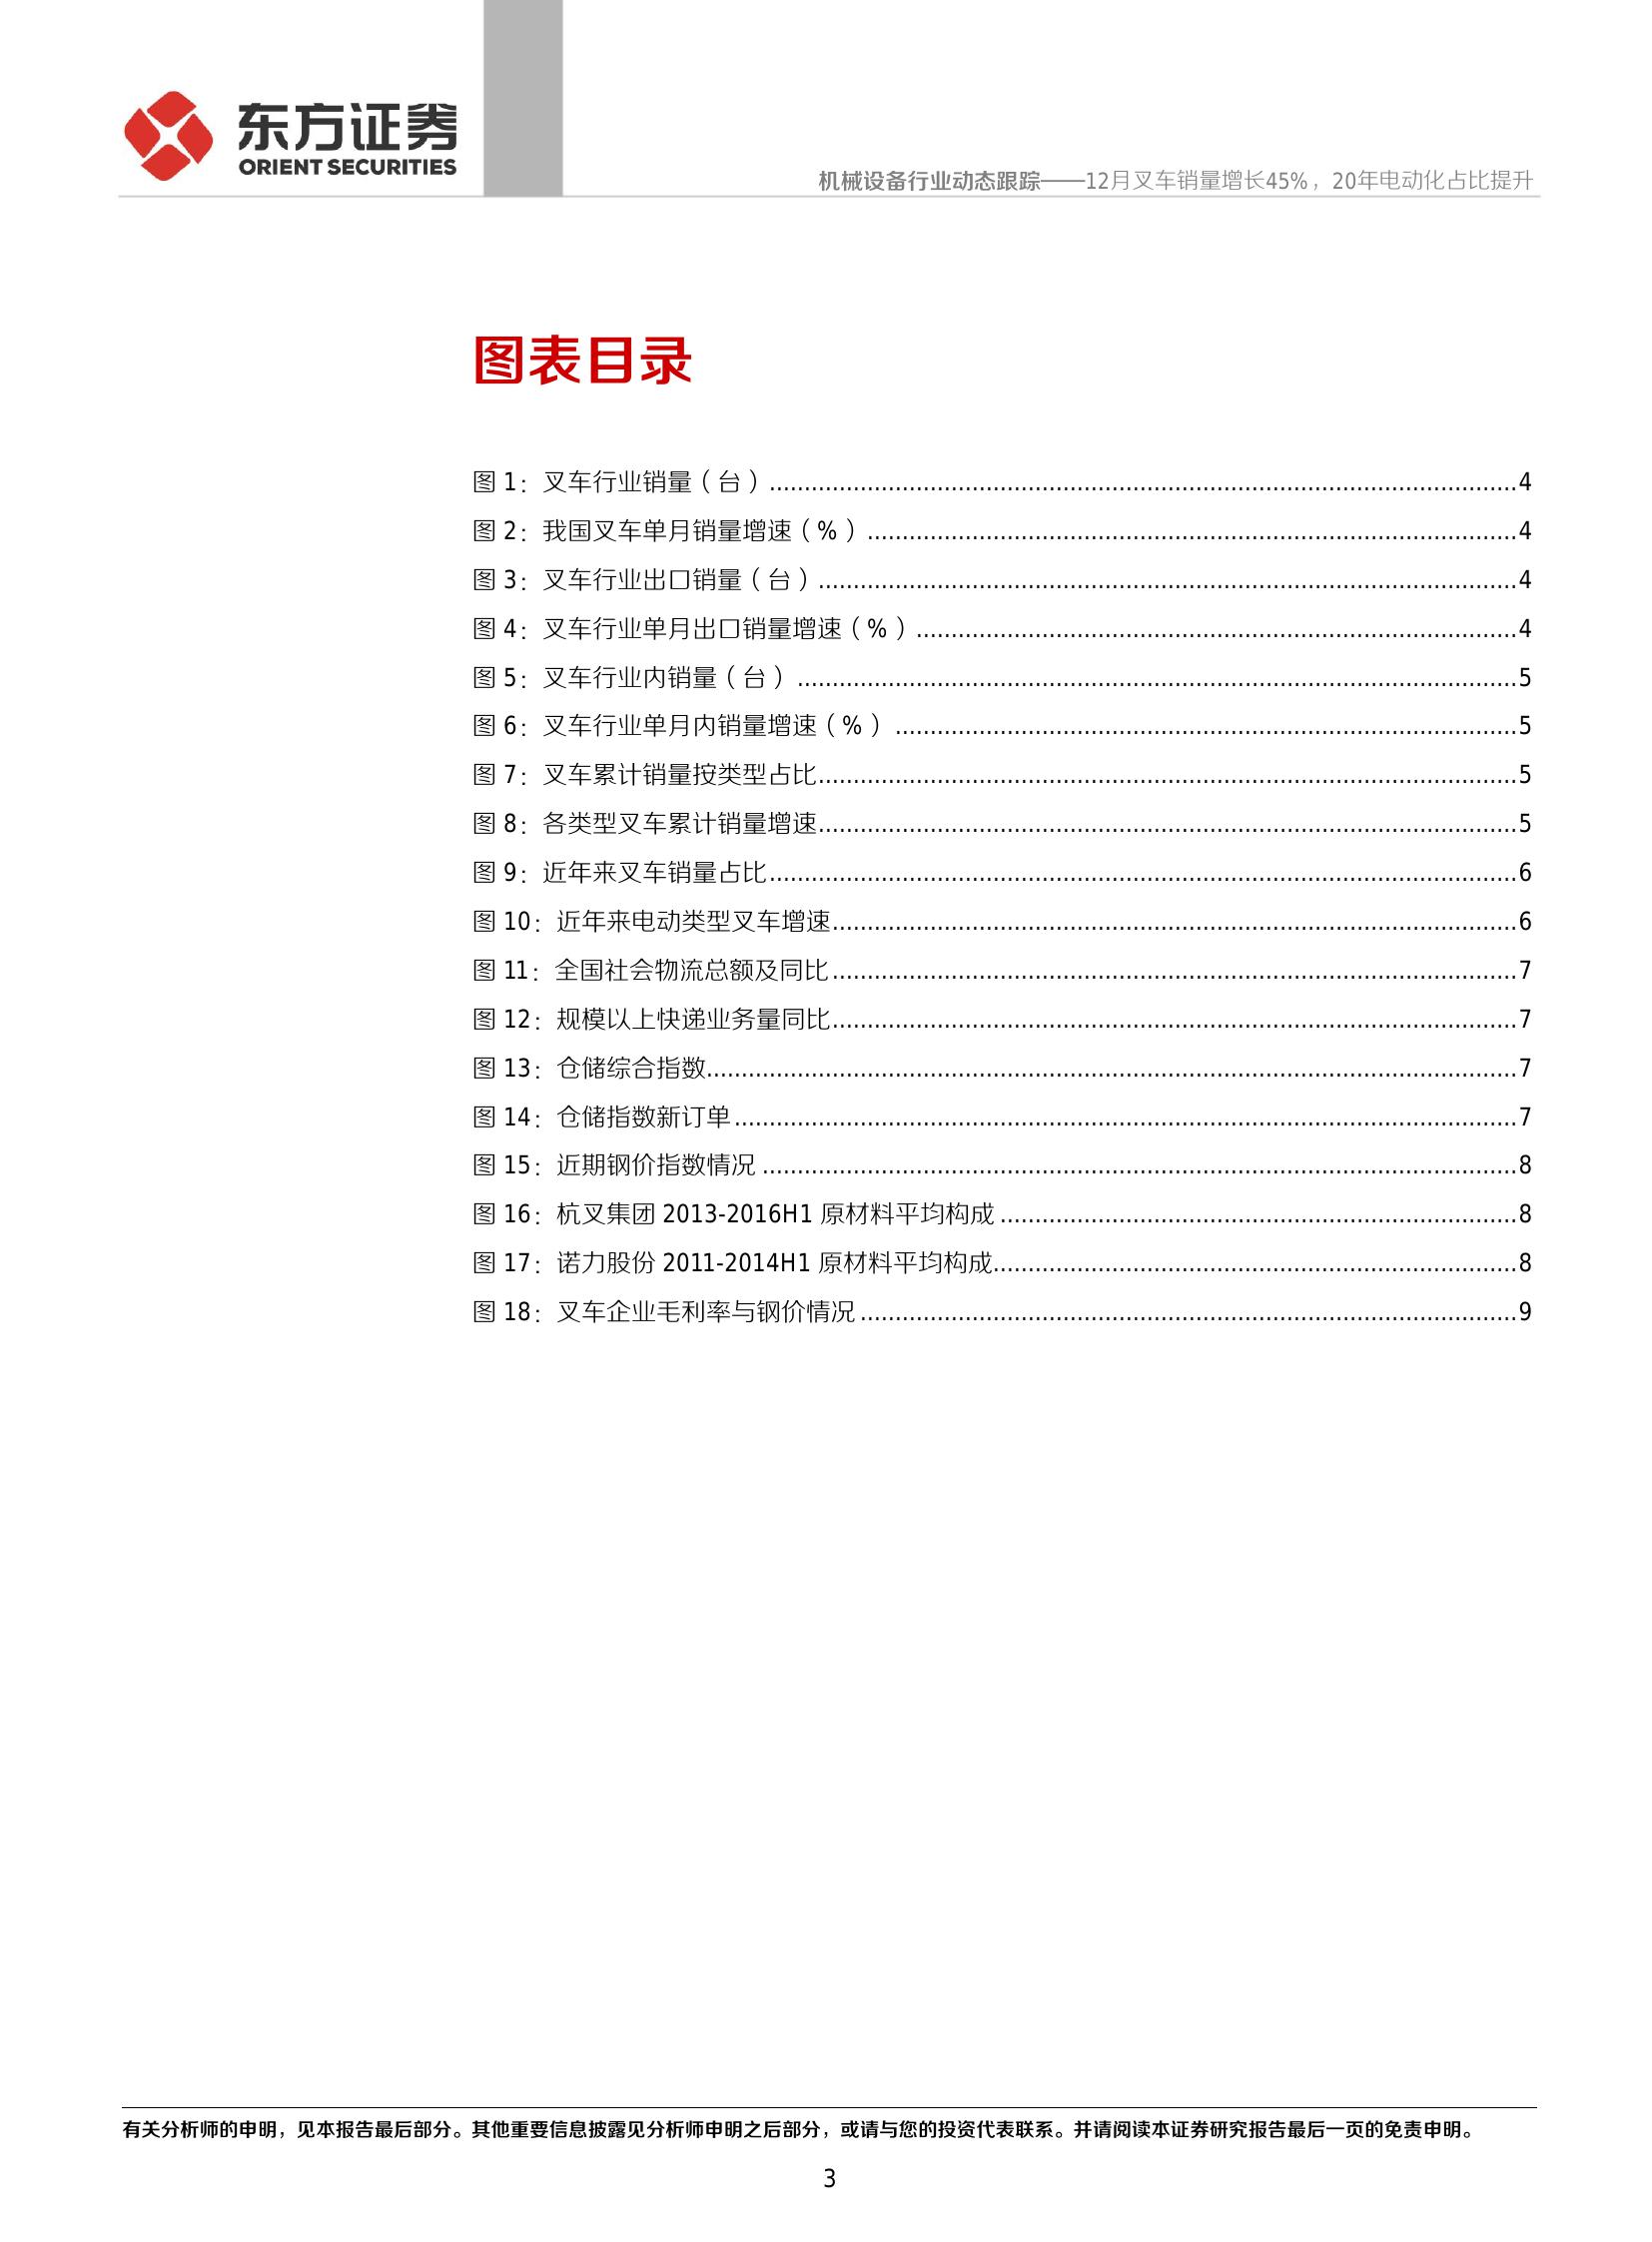 东方证券
ORIENT SECURITIES
机械设备行业动态跟踪——12月叉车销量增长45%，20年电动化占比提升
图表目录
图 1：叉车行业销量（台）....................4
图 2：我国叉车单月销量增速（%）....................4
图 3：叉车行业出口销量（台）....................4
图 4：叉车行业单月出口销量增速（%）....................4
图 5：叉车行业内销量（台）....................5
图 6：叉车行业单月内销量增速（%）....................5
图 7：叉车累计销量按类型占比....................5
图 8：各类型叉车累计销量增速....................5
图 9：近年来叉车销量占比....................6
图 10：近年来电动类型叉车增速....................6
图 11：全国社会物流总额及同比....................7
图 12：规模以上快递业务量同比....................7
图 13：仓储综合指数....................7
图 14：仓储指数新订单....................7
图 15：近期钢价指数情况....................8
图 16：杭叉集团 2013-2016H1 原材料平均构成....................8
图 17：诺力股份 2011-2014H1 原材料平均构成....................8
图 18：叉车企业毛利率与钢价情况....................9
有关分析师的申明，见本报告最后部分。其他重要信息披露见分析师申明之后部分，或请与您的投资代表联系。并请阅读本证券研究报告最后一页的免责申明。
3